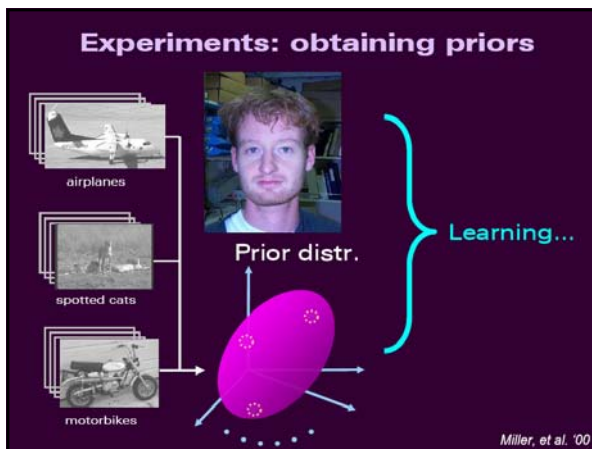 Experiments: obtaining priors
airplanes
spotted cats
motorbikes
Prior distr.
Learning...
Miller, et al. '00